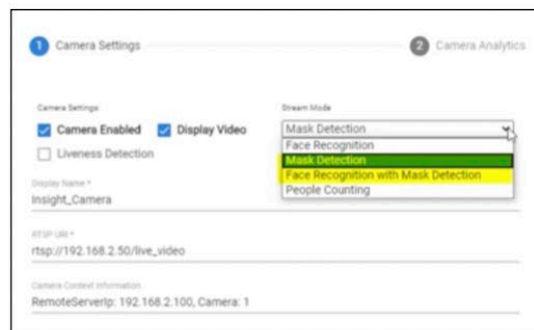 1 Camera Settings
2 Camera Analytics
Camera Settings:
Stream Mode
Camera Enabled Display Video
Mask Detection
Liveness Detection
Face Recognition
Mask Detection
Face Recognition with Mask Detection
People Counting
Display Name *
Insight_Camera
RTSP URI *
rtsp://192.168.2.50/live_video
Camera Context Information
RemoteServerIp: 192.168.2.100, Camera: 1